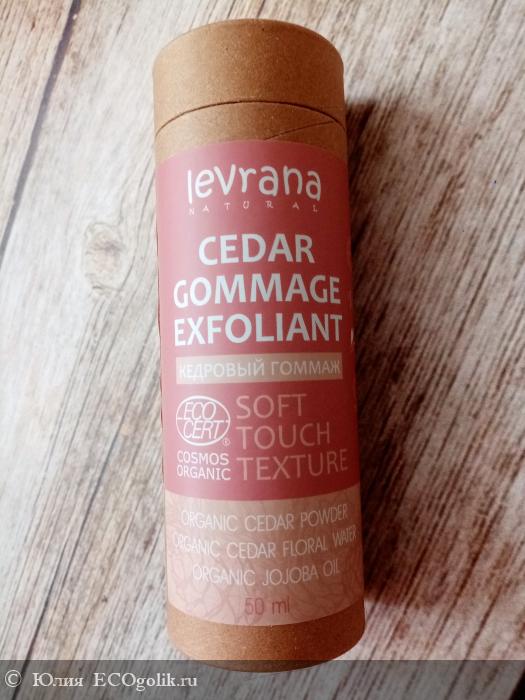 levrana
NATURAL
CEDAR
GOMMAGE
EXFOLIANT
КЕДРОВЫЙ ГОММАЖ
ECO
CERT®
COSMOS
ORGANIC
SOFT
TOUCH
TEXTURE
ORGANIC CEDAR POWDER
ORGANIC CEDAR FLORAL WATER
ORGANIC JOJOBA OIL
50 ml
© Юлия ECOgolik.ru